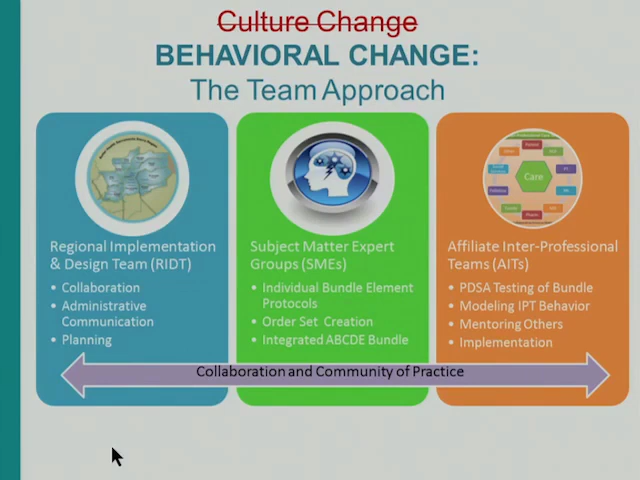 Culture Change
BEHAVIORAL CHANGE:
The Team Approach
Regional Implementation
& Design Team (RIDT)
• Collaboration
• Administrative
Communication
• Planning
Subject Matter Expert
Groups (SMEs)
• Individual Bundle Element
Protocols
• Order Set Creation
• Integrated ABCDE Bundle
Care
Affiliate Inter-Professional
Teams (AITs)
• PDSA Testing of Bundle
• Modeling IPT Behavior
• Mentoring Others
• Implementation
Collaboration and Community of Practice